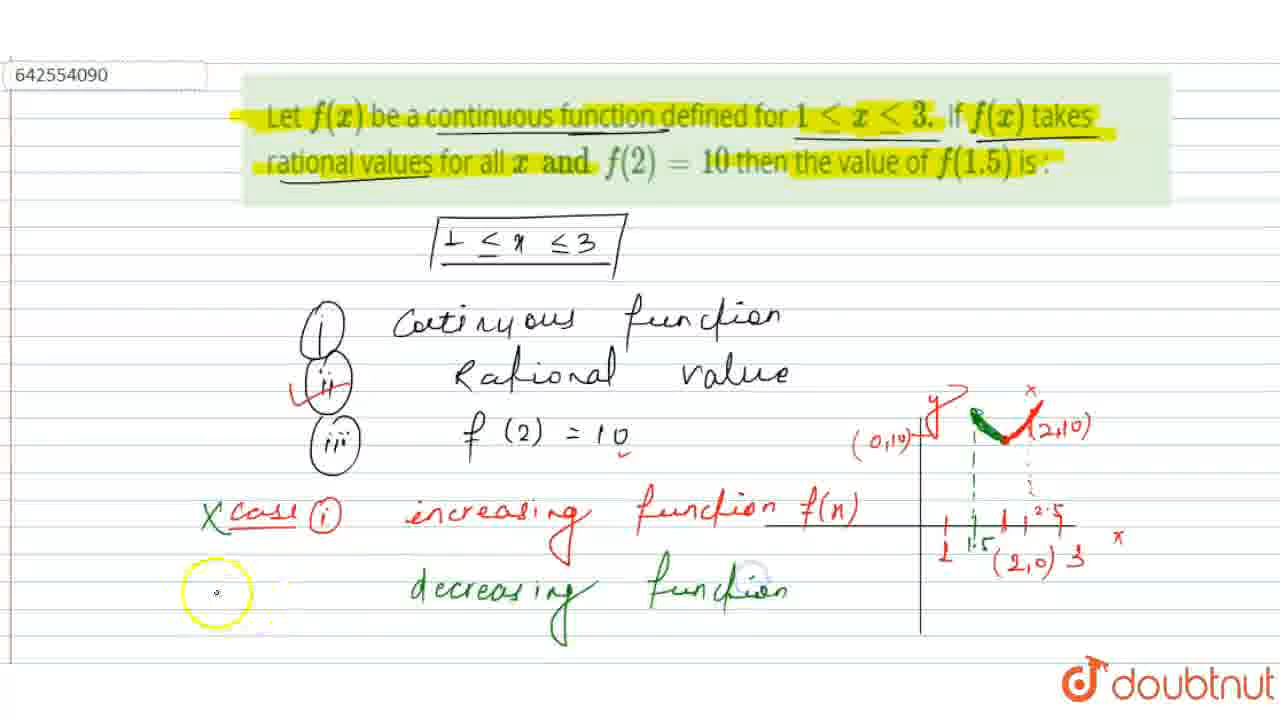 642554090
Let f(x) be a continuous function defined for 1 ≤ x ≤ 3. If f(x) takes
rational values for all x and f(2) = 10 then the value of f(1.5) is :
1 ≤ x ≤ 3
i continuous function
ii Rational value
iii f (2) = 10
x case i increasing function f(x)
decreasing function
y
x
(0,10)
(2,10)
2.5
1
1.5
(2,0)
3
x
doubtnut